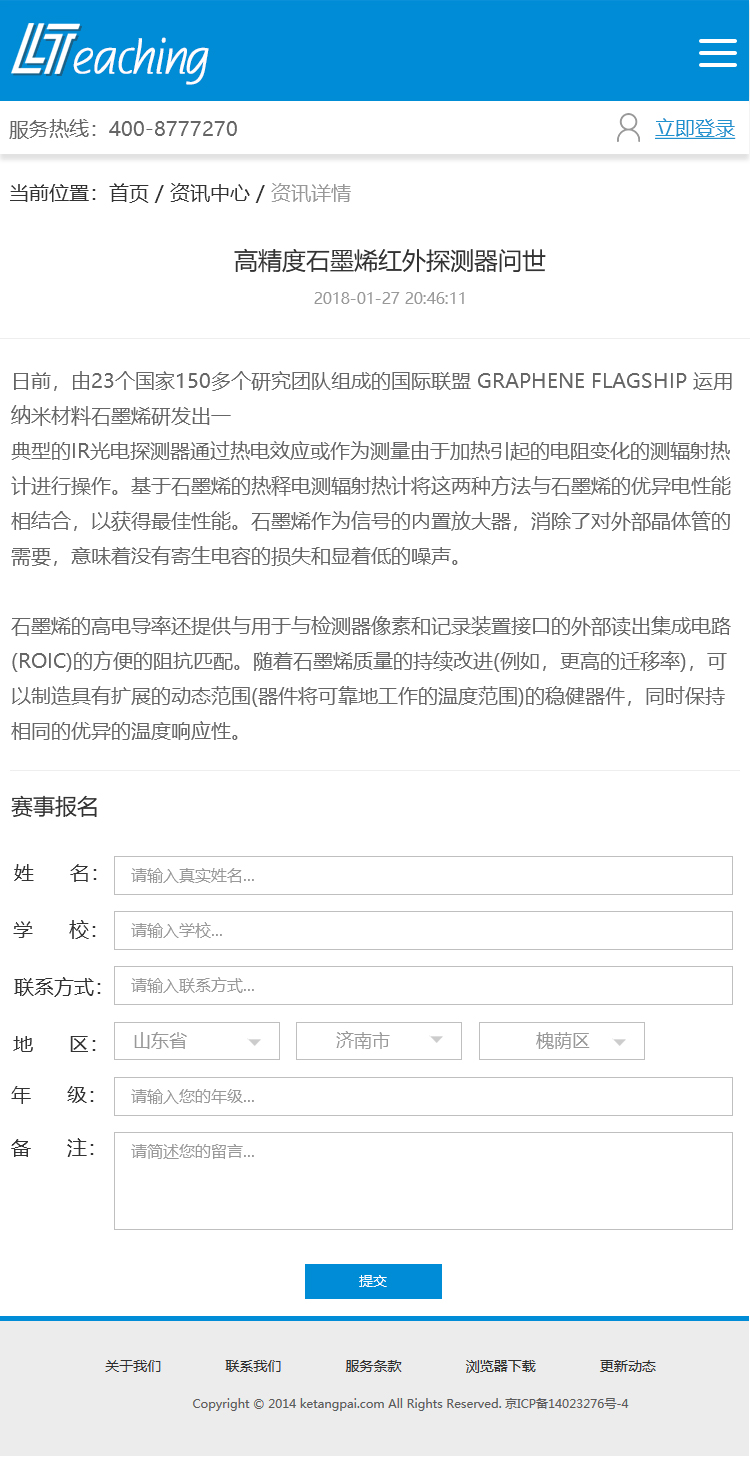 LLTeaching
服务热线：400-8777270
立即登录
当前位置：首页 / 资讯中心 / 资讯详情
高精度石墨烯红外探测器问世
2018-01-27 20:46:11
日前，由23个国家150多个研究团队组成的国际联盟 GRAPHENE FLAGSHIP 运用
纳米材料石墨烯研发出一
典型的IR光电探测器通过热电效应或作为测量由于加热引起的电阻变化的测辐射热
计进行操作。基于石墨烯的热释电测辐射热计将这两种方法与石墨烯的优异电性能
相结合，以获得最佳性能。石墨烯作为信号的内置放大器，消除了对外部晶体管的
需要，意味着没有寄生电容的损失和显着低的噪声。
石墨烯的高电导率还提供与用于与检测器像素和记录装置接口的外部读出集成电路
(ROIC)的方便的阻抗匹配。随着石墨烯质量的持续改进(例如，更高的迁移率)，可
以制造具有扩展的动态范围(器件将可靠地工作的温度范围)的稳健器件，同时保持
相同的优异的温度响应性。
赛事报名
姓 名： 请输入真实姓名...
学 校： 请输入学校...
联系方式： 请输入联系方式...
地 区： 山东省 济南市 槐荫区
年 级： 请输入您的年级...
备 注： 请简述您的留言...
提交
关于我们 联系我们 服务条款 浏览器下载 更新动态
Copyright © 2014 ketangpai.com All Rights Reserved. 京ICP备14023276号-4